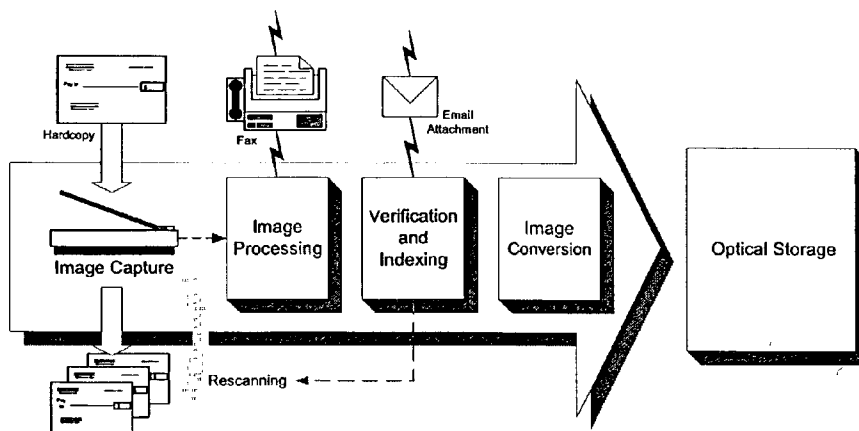 Hardcopy
Fax
Email
Attachment
Image Capture
Image
Processing
Verification
and
Indexing
Image
Conversion
Optical Storage
Rescanning